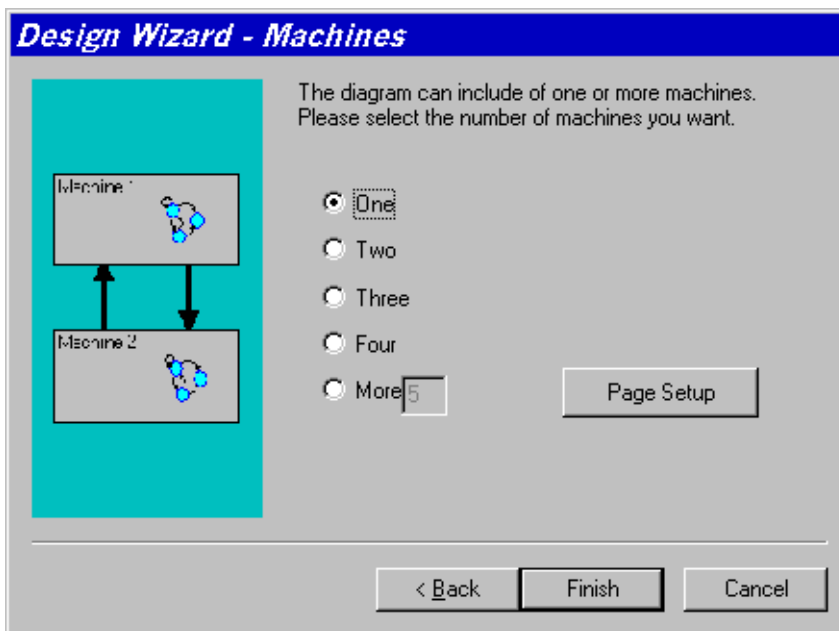 Design Wizard - Machines
The diagram can include of one or more machines.
Please select the number of machines you want.
Machine 1
Machine 2
One
Two
Three
Four
More 5
Page Setup
< Back
Finish
Cancel